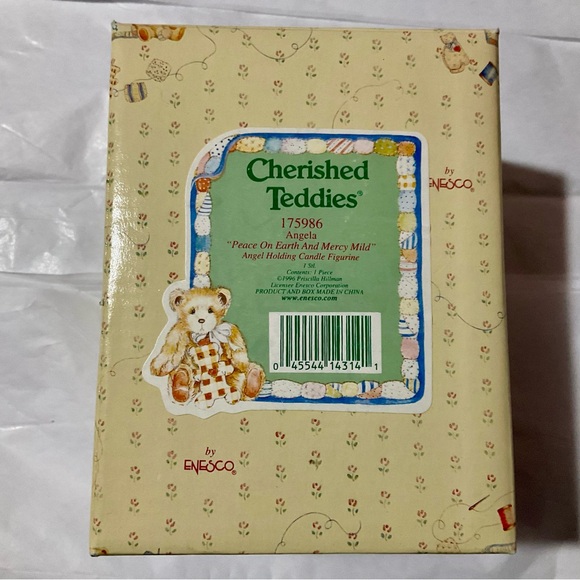 Cherished
Teddies®
175986
Angela
"Peace On Earth And Mercy Mild"
Angel Holding Candle Figurine
1 Stl.
Contents: 1 Piece
©1996 Priscilla Hillman
Licensee Enesco Corporation
PRODUCT AND BOX MADE IN CHINA
www.enesco.com
0 45544 14314 1
by
ENESCO®
by
ENESCO®